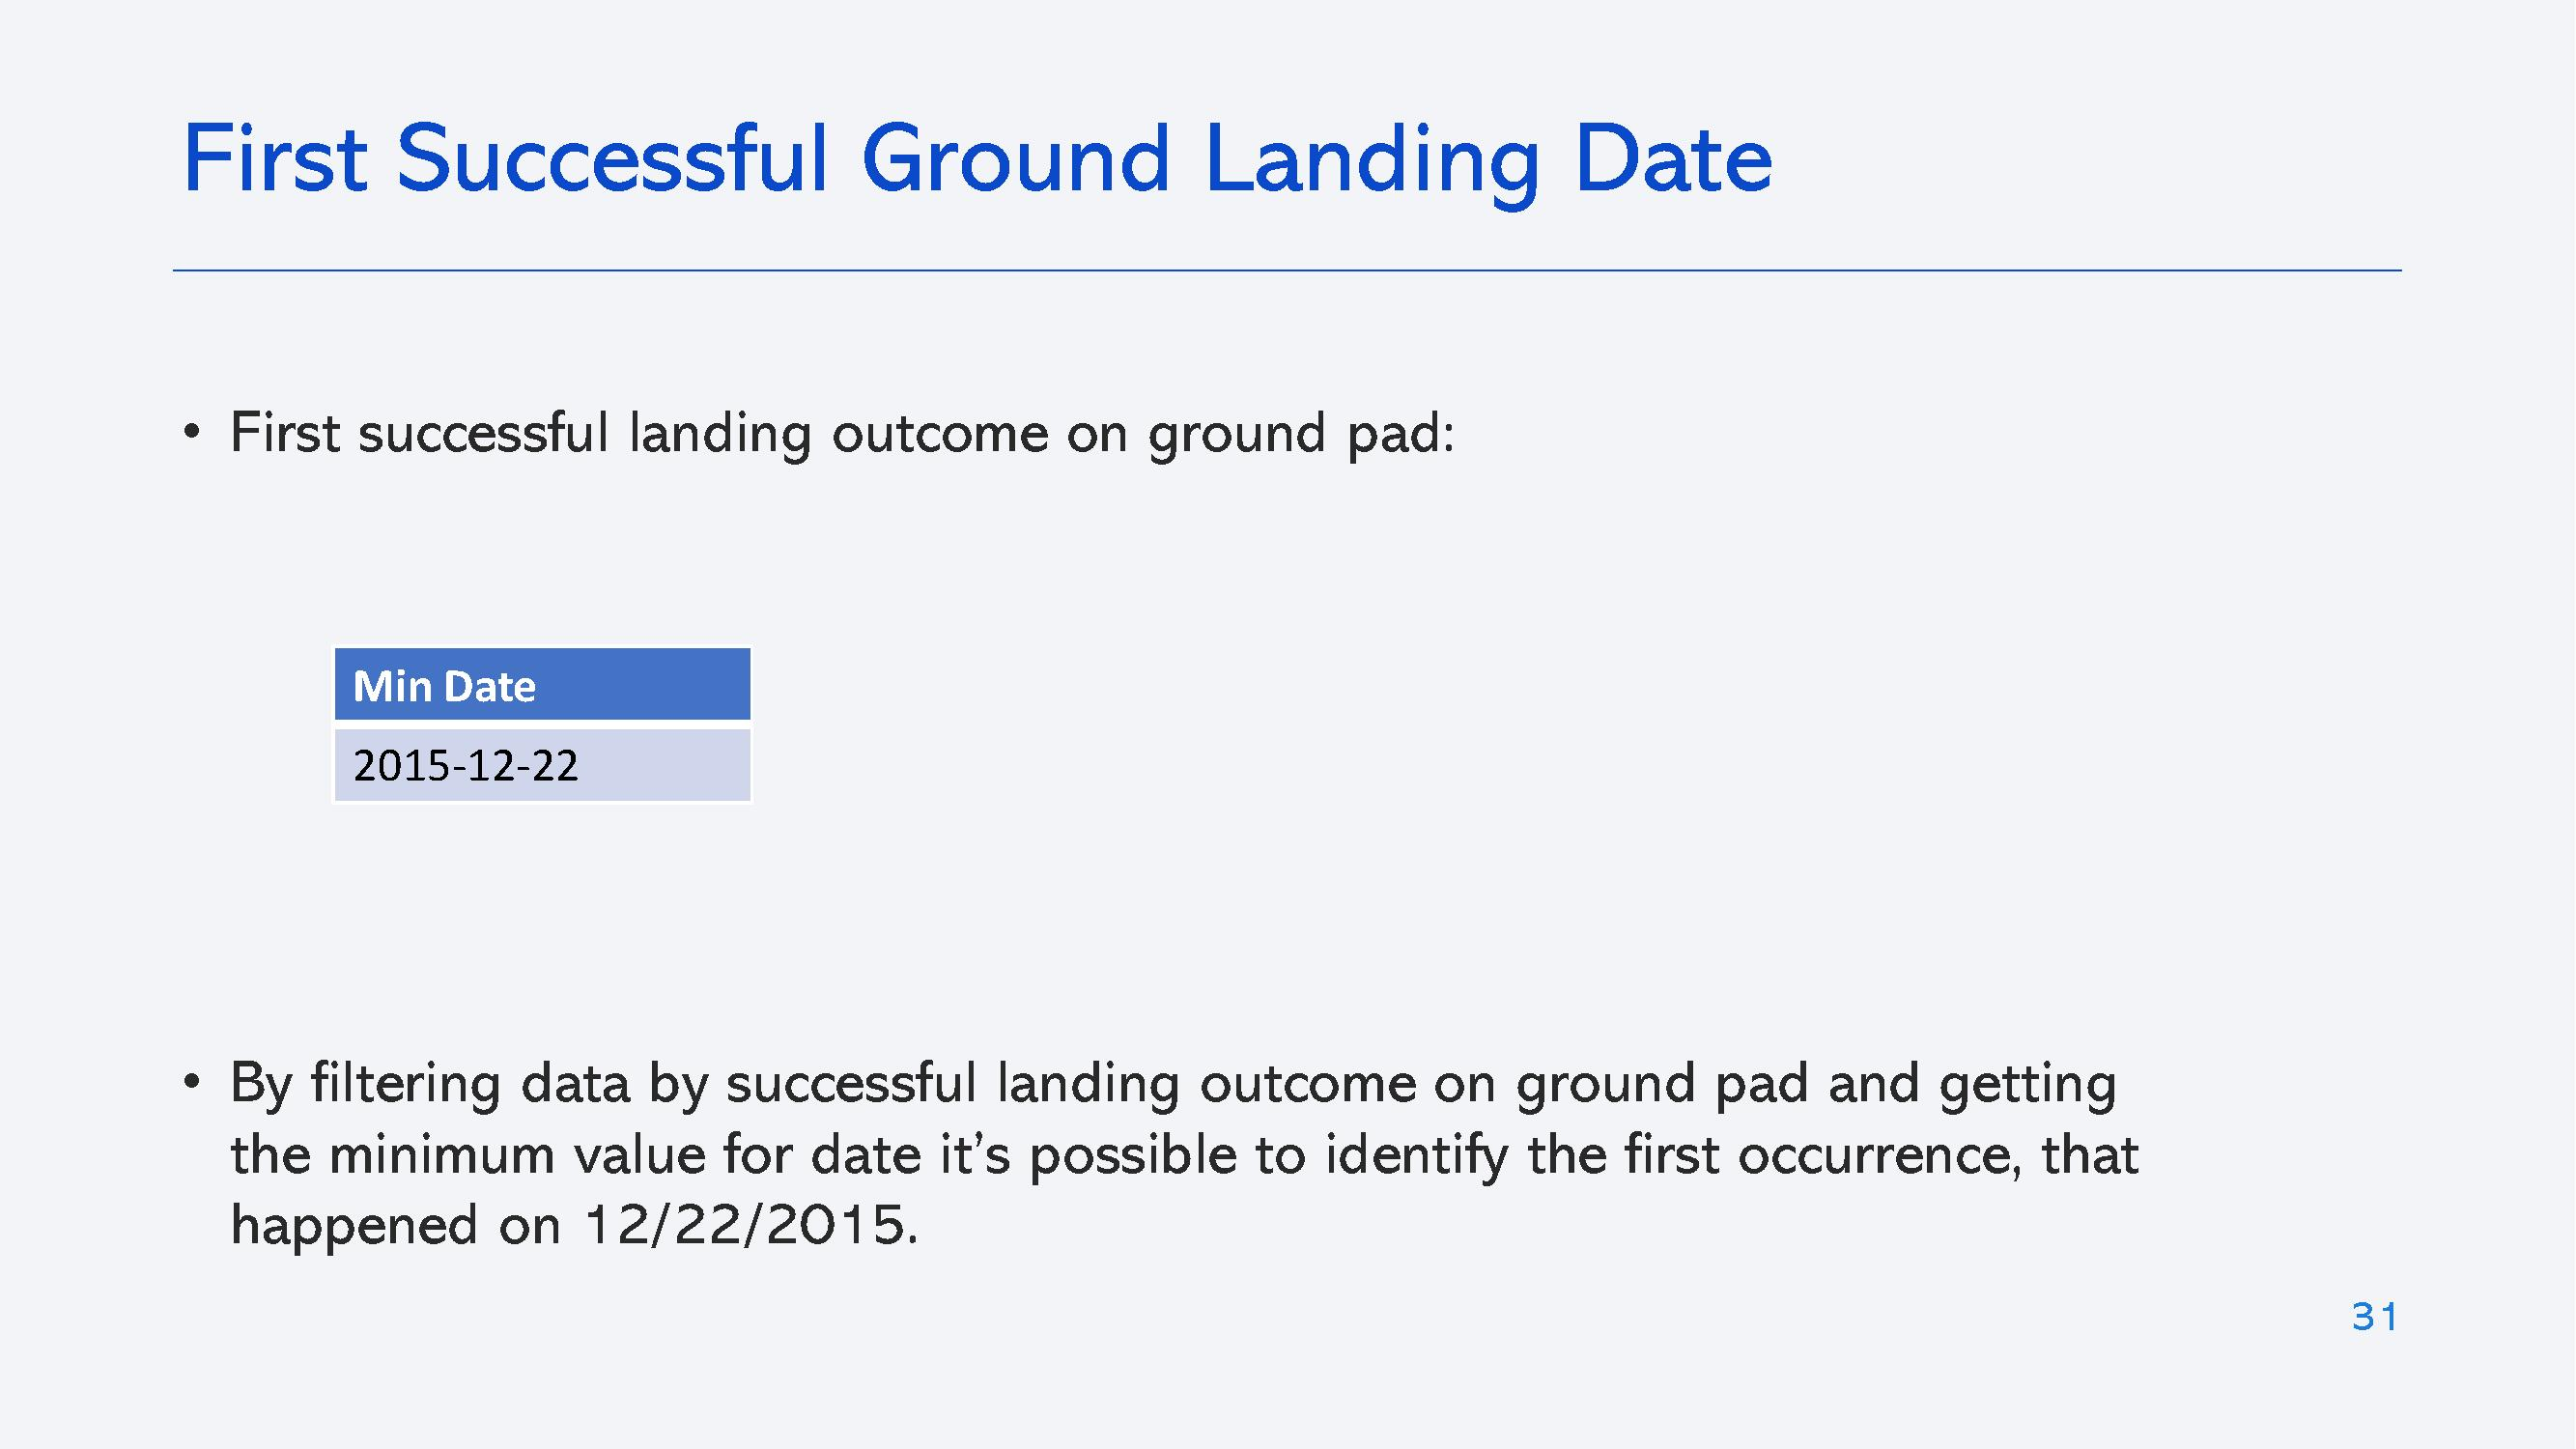 First Successful Ground Landing Date
• First successful landing outcome on ground pad:
Min Date
2015-12-22
• By filtering data by successful landing outcome on ground pad and getting
the minimum value for date it’s possible to identify the first occurrence, that
happened on 12/22/2015.
31